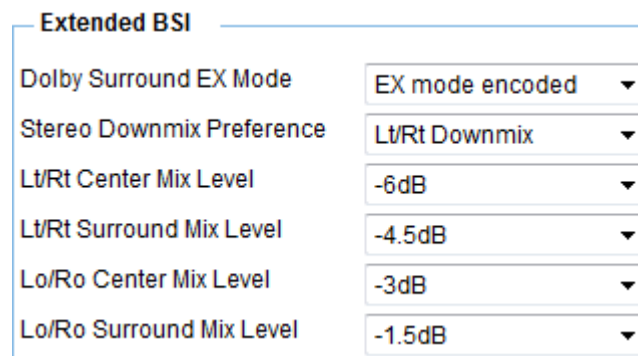 Extended BSI
Dolby Surround EX Mode EX mode encoded
Stereo Downmix Preference Lt/Rt Downmix
Lt/Rt Center Mix Level -6dB
Lt/Rt Surround Mix Level -4.5dB
Lo/Ro Center Mix Level -3dB
Lo/Ro Surround Mix Level -1.5dB